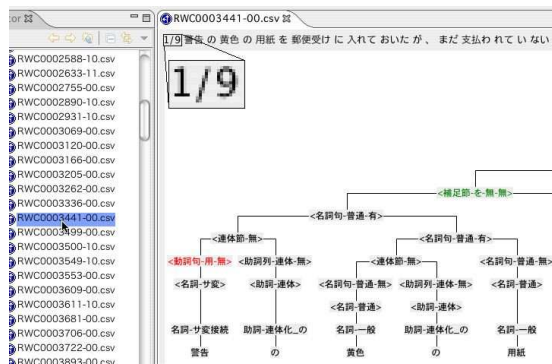 RWC0003441-00.csv
1/9 警告 の 黄色 の 用紙 を 郵便受け に 入れて おいた が 、 まだ 支払わ れて い ない
1/9
RWC0002588-10.csv
RWC0002633-11.csv
RWC0002755-00.csv
RWC0002890-10.csv
RWC0002931-10.csv
RWC0003069-00.csv
RWC0003120-00.csv
RWC0003166-00.csv
RWC0003205-00.csv
RWC0003262-00.csv
RWC0003336-00.csv
RWC0003441-00.csv
RWC0003499-00.csv
RWC0003500-10.csv
RWC0003549-10.csv
RWC0003553-00.csv
RWC0003609-00.csv
RWC0003611-10.csv
RWC0003681-00.csv
RWC0003706-00.csv
RWC0003722-00.csv
RWC0003893-00.csv
<補足節-を-無-無>
<名詞句-普通-有>
<連体節-無> <名詞句-普通-有>
<動詞句-用-無> <助詞列-連体-無> <連体節-無> <名詞句-普通-無>
<名詞-サ変> <助詞-連体> <名詞句-普通-無> <助詞列-連体-無> <名詞-普通>
<名詞-普通> <助詞-連体>
名詞-サ変接続 助詞-連体化_の 名詞-一般 助詞-連体化_の 名詞-一般
警告 の 黄色 の 用紙